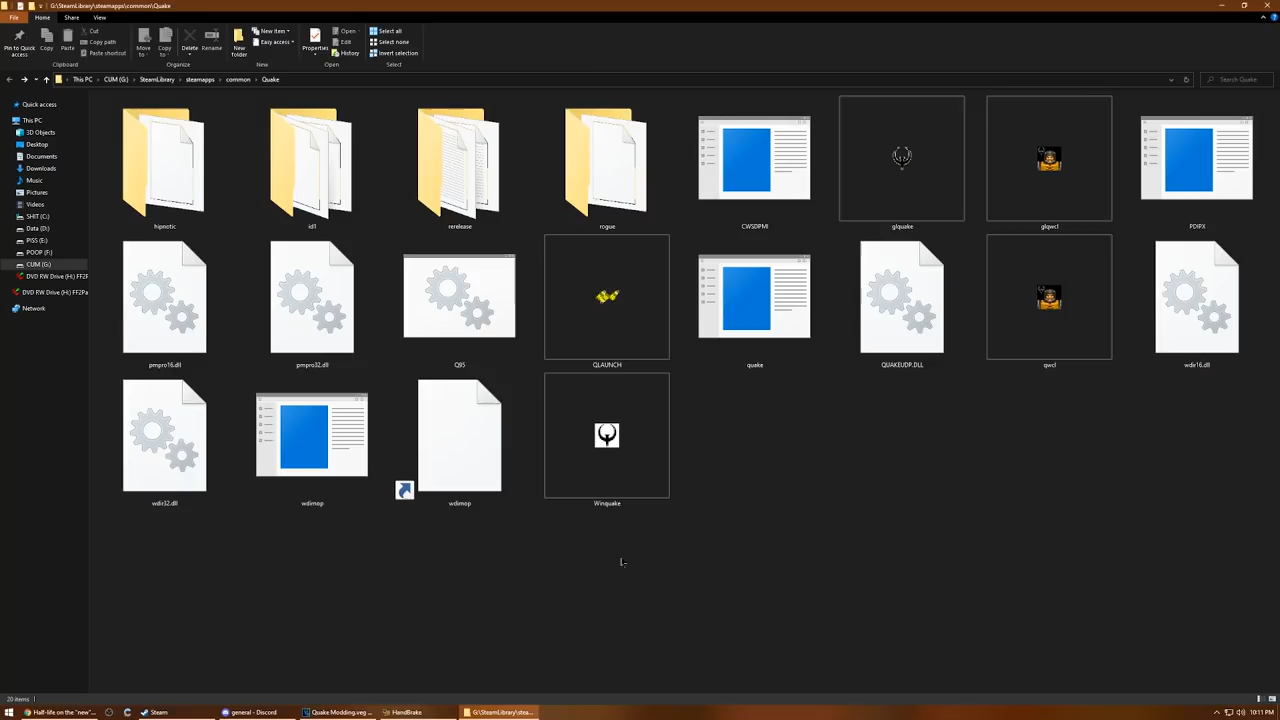 G:\SteamLibrary\steamapps\common\Quake
File Home Share View
Pin to Quick access
Copy
Paste
Cut
Copy path
Paste shortcut
Clipboard
Move to
Copy to
Delete
Rename
Organize
New folder
New item
Easy access
New
Properties
Open
Edit
History
Open
Select all
Select none
Invert selection
Select
This PC CUM (G:) SteamLibrary steamapps common Quake
Search Quake
Quick access
This PC
3D Objects
Desktop
Documents
Downloads
Music
Pictures
Videos
SHIT (C:)
Data (D:)
PISS (E:)
POOP (F:)
CUM (G:)
DVD RW Drive (H:) FFZP
DVD RW Drive (H:) FFZPa
Network
hipnotic id1 rerelease rogue CWSDPMI glquake glqwcl PDIPX
pmpro16.dll pmpro32.dll Q95 QLAUNCH quake QUAKEUDP.DLL qwcl wdir16.dll
wdir32.dll wdimop wdimop Winquake
20 items
Half-life on the "new"... Steam general - Discord Quake Modding.veg ... HandBrake G:\SteamLibrary\stea... 10:11 PM